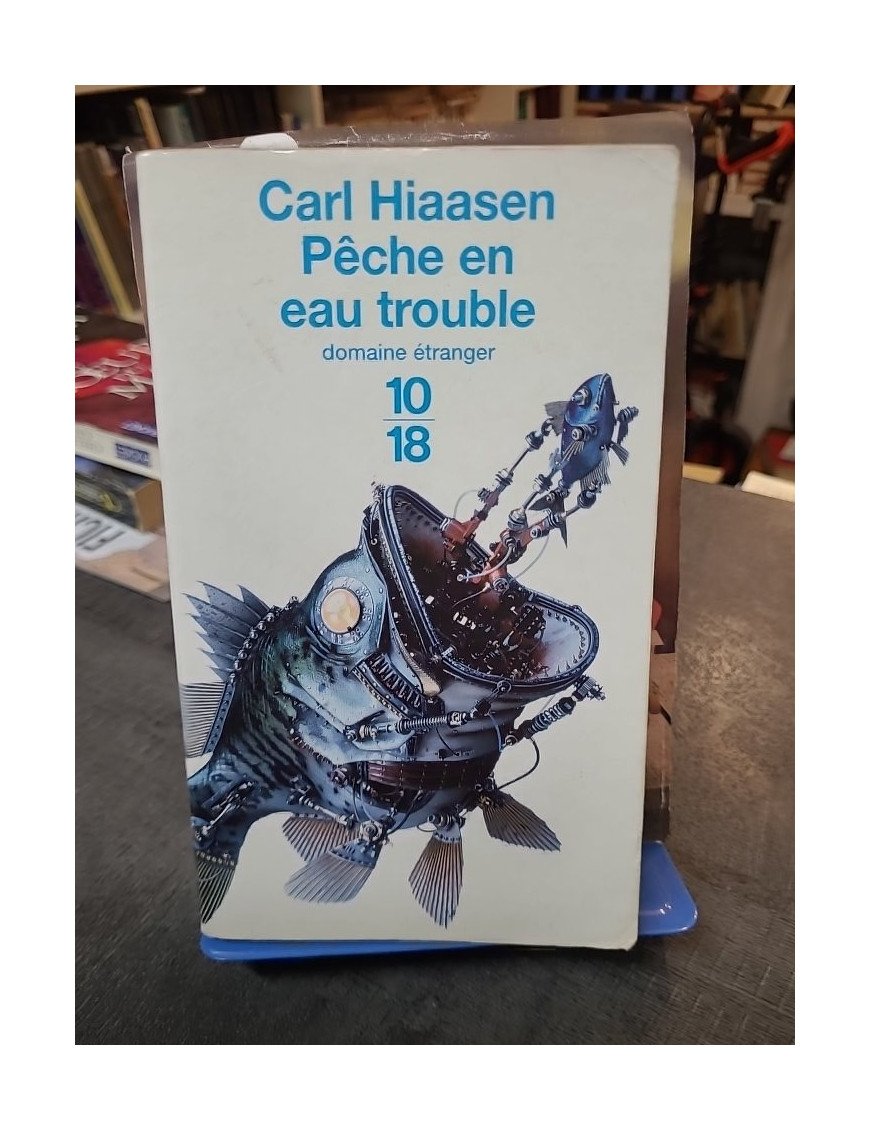 Carl Hiaasen
Pêche en
eau trouble
domaine étranger
10
18